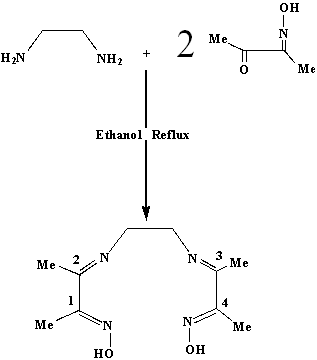 OH
H₂N
NH₂
+
2
Me
N
O
Me
Ethanol Reflux
2
N
N
3
Me
Me
1
4
Me
N
N
Me
HO
OH